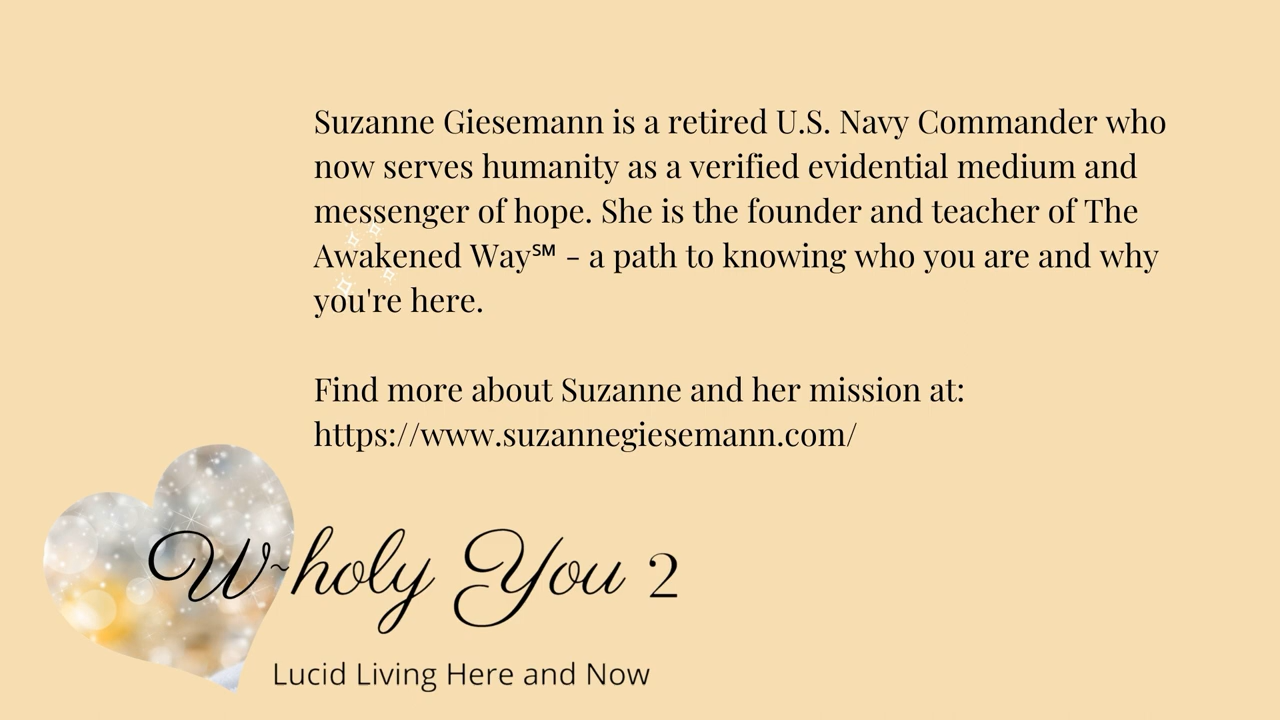 Suzanne Giesemann is a retired U.S. Navy Commander who
now serves humanity as a verified evidential medium and
messenger of hope. She is the founder and teacher of The
Awakened Way℠ - a path to knowing who you are and why
you're here.
Find more about Suzanne and her mission at:
https://www.suzannegiesemann.com/
W~holy You 2
Lucid Living Here and Now